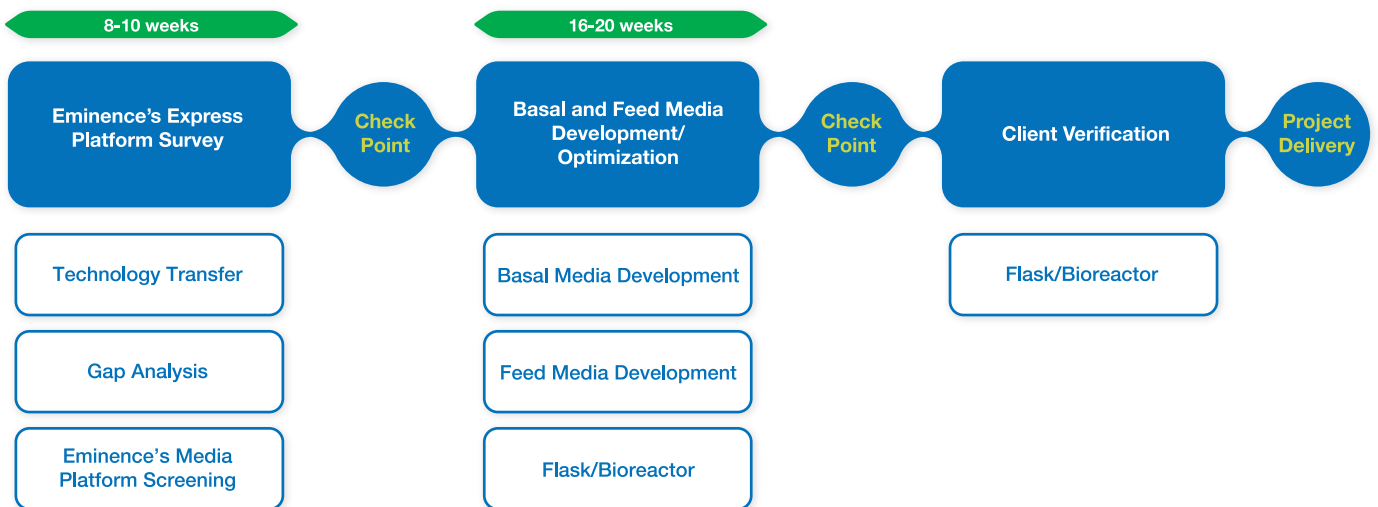 8-10 weeks
16-20 weeks
Eminence's Express
Platform Survey
Check
Point
Basal and Feed Media
Development/
Optimization
Check
Point
Client Verification
Project
Delivery
Technology Transfer
Basal Media Development
Flask/Bioreactor
Gap Analysis
Feed Media Development
Eminence's Media
Platform Screening
Flask/Bioreactor